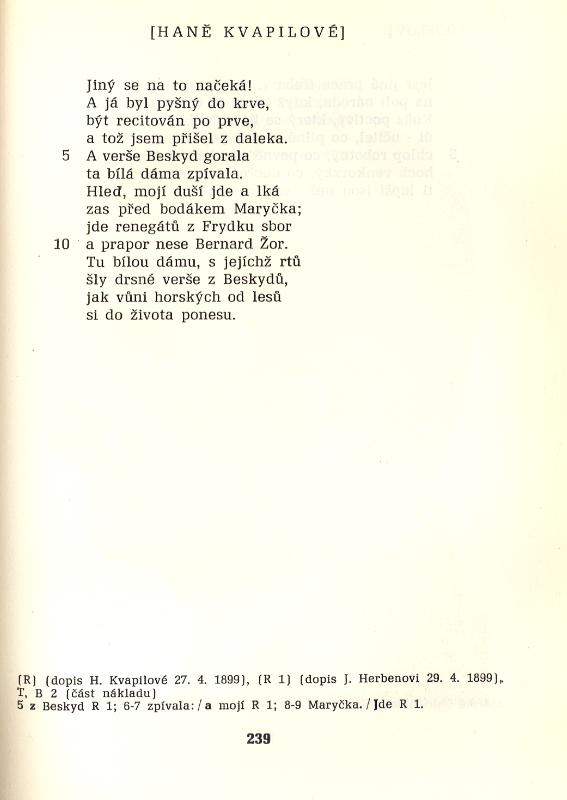 [HANĚ KVAPILOVÉ]
Jiný se na to načeká!
A já byl pyšný do krve,
být recitován po prve,
a tož jsem přišel z daleka.
5 A verše Beskyd gorala
ta bílá dáma zpívala.
Hleď, mojí duší jde a lká
zas před bodákem Maryčka;
jde renegátů z Frydku sbor
10 a prapor nese Bernard Žor.
Tu bílou dámu, s jejíchž rtů
šly drsné verše z Beskydů,
jak vůni horských od lesů
si do života ponesu.
(R) (dopis H. Kvapilové 27. 4. 1899), (R 1) (dopis J. Herbenovi 29. 4. 1899),
T, B 2 (část nákladu)
5 z Beskyd R 1; 6-7 zpívala:/a mojí R 1; 8-9 Maryčka./Jde R 1.
239